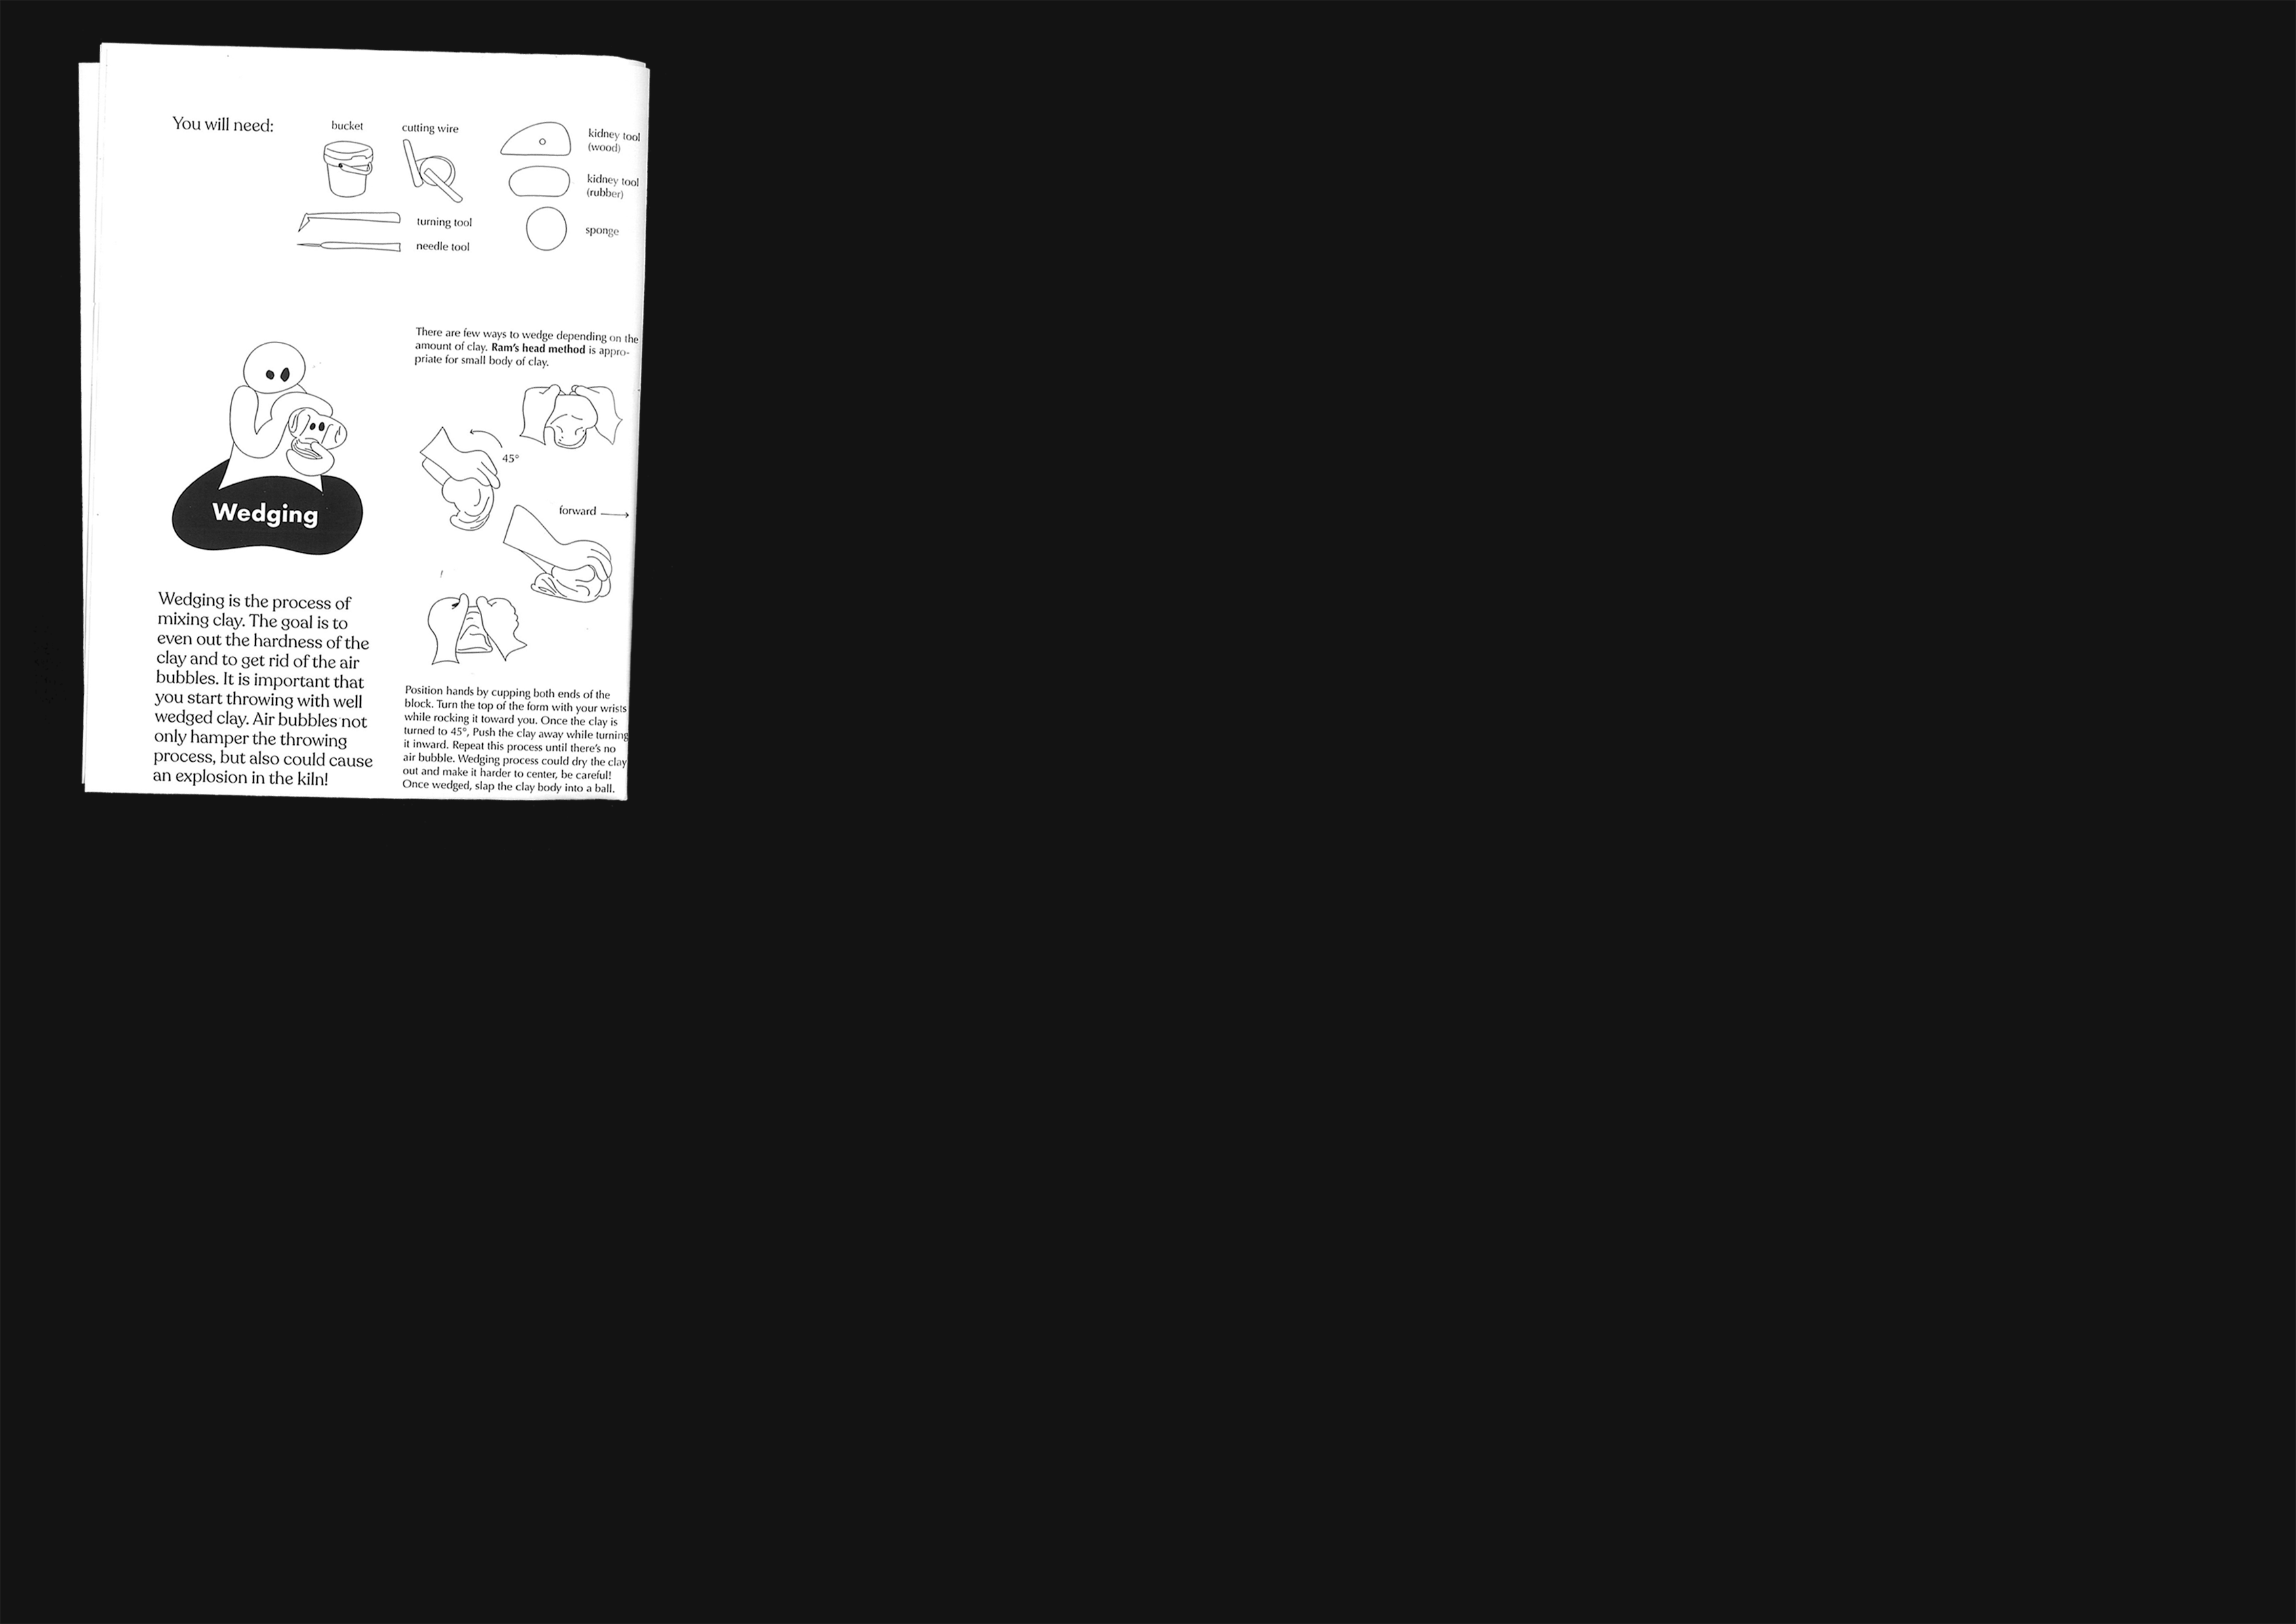 You will need:
bucket
cutting wire
kidney tool
(wood)
kidney tool
(rubber)
turning tool
sponge
needle tool
There are few ways to wedge depending on the
amount of clay. Ram's head method is appro-
priate for small body of clay.
45°
forward
Wedging
Wedging is the process of
mixing clay. The goal is to
even out the hardness of the
clay and to get rid of the air
bubbles. It is important that
you start throwing with well
wedged clay. Air bubbles not
only hamper the throwing
process, but also could cause
an explosion in the kiln!
Position hands by cupping both ends of the
block. Turn the top of the form with your wrists
while rocking it toward you. Once the clay is
turned to 45°, Push the clay away while turning
it inward. Repeat this process until there's no
air bubble. Wedging process could dry the clay
out and make it harder to center, be careful!
Once wedged, slap the clay body into a ball.